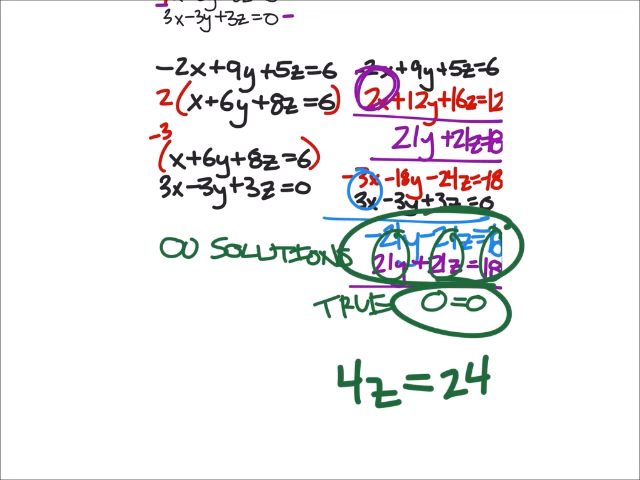 3x-3y+3z=0
-2x+9y+5z=6
2(x+6y+8z=6)
-3
(x+6y+8z=6)
3x-3y+3z=0
-2x+9y+5z=6
2x+12y+16z=12
21y+21z=18
-3x-18y-24z=-18
3x-3y+3z=0
-21y-21z=-18
21y+21z=18
∞ SOLUTIONS
TRUE 0=0
4z=24